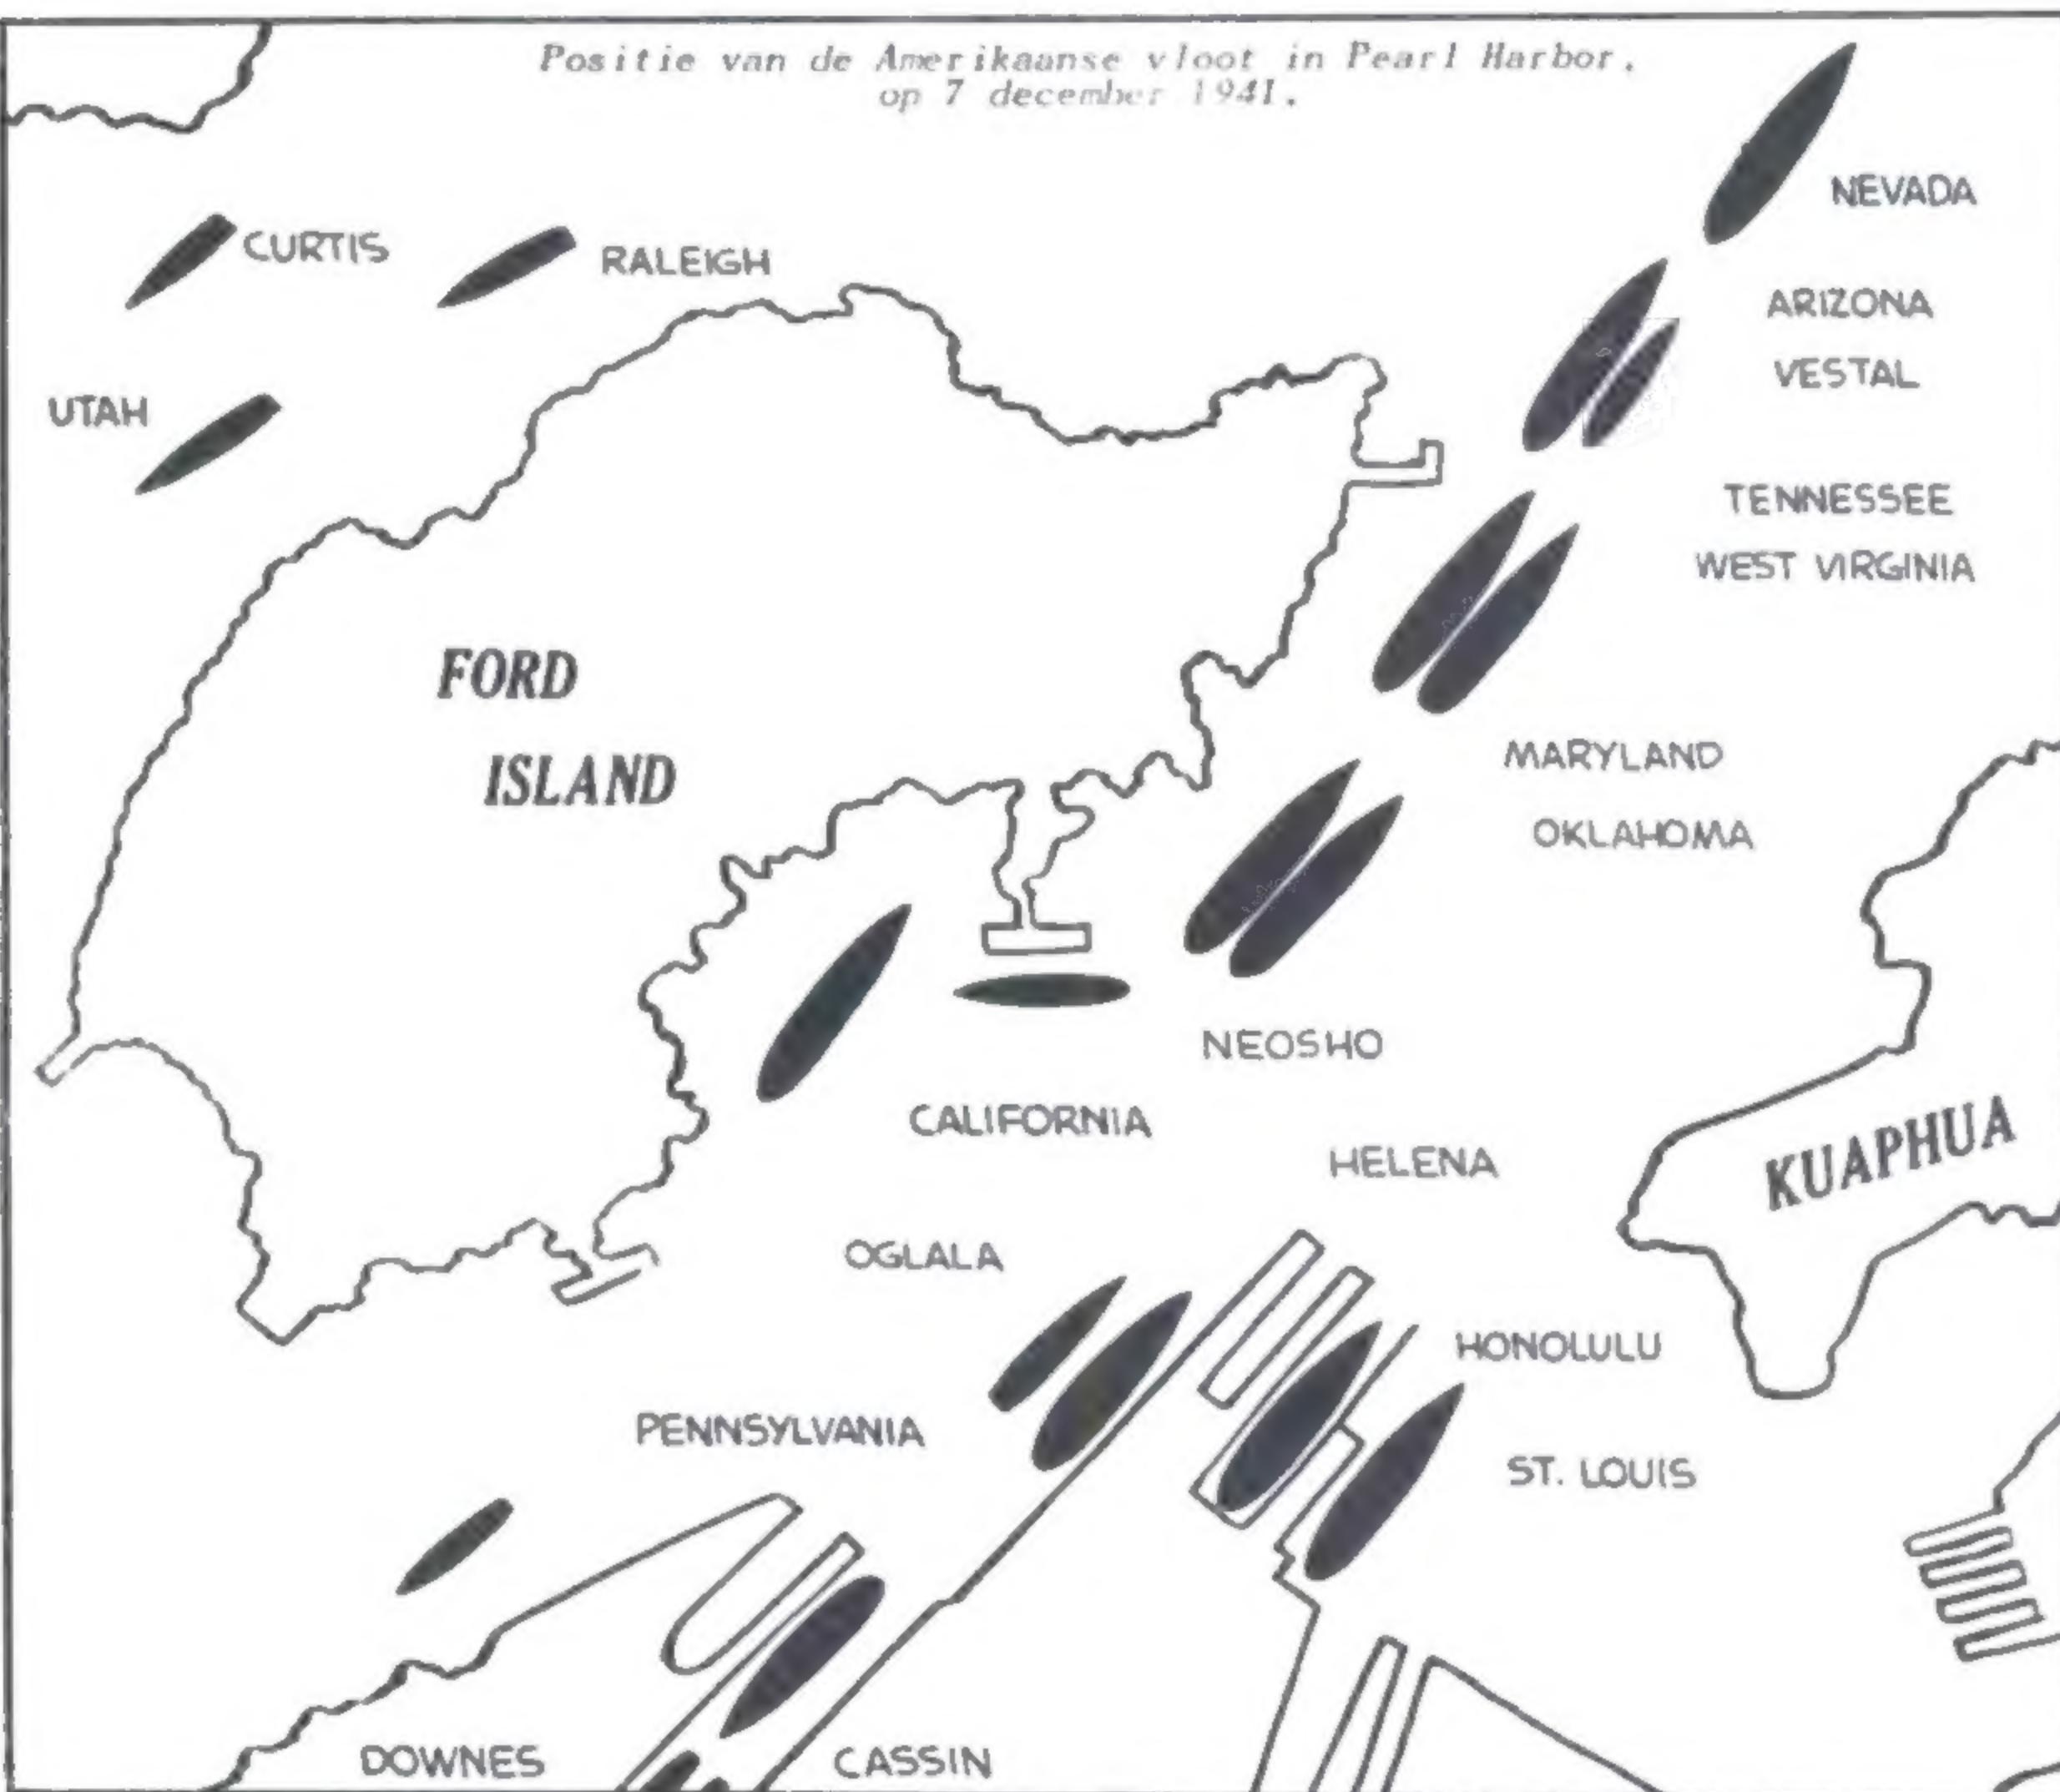 Positie van de Amerikaanse vloot in Pearl Harbor.
op 7 december 1941.
NEVADA
CURTIS
RALEIGH
ARIZONA
VESTAL
UTAH
TENNESSEE
WEST VIRGINIA
FORD
ISLAND
MARYLAND
OKLAHOMA
NEOSHO
CALIFORNIA
KUAPHUA
HELENA
OGLALA
HONOLULU
PENNSYLVANIA
ST. LOUIS
DOWNES
CASSIN